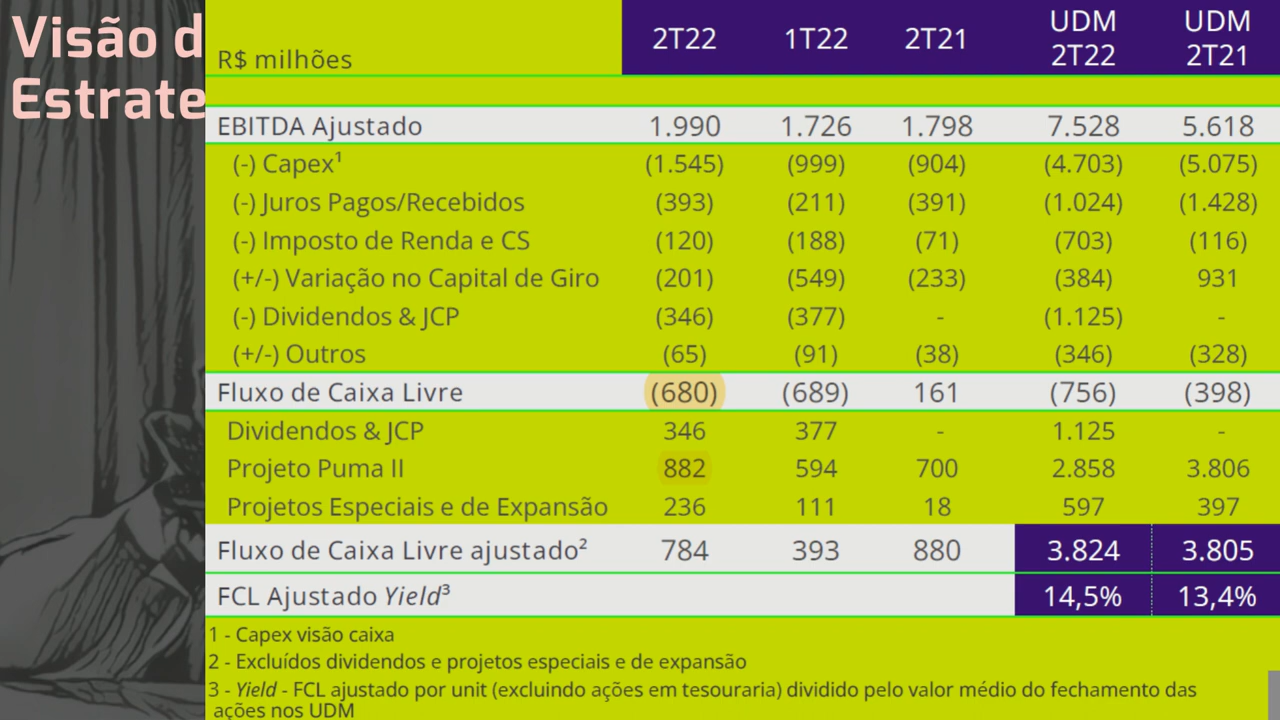 Visão d
Estrate
R$ milhões 2T22 1T22 2T21 UDM 2T22 UDM 2T21
EBITDA Ajustado 1.990 1.726 1.798 7.528 5.618
(-) Capex¹ (1.545) (999) (904) (4.703) (5.075)
(-) Juros Pagos/Recebidos (393) (211) (391) (1.024) (1.428)
(-) Imposto de Renda e CS (120) (188) (71) (703) (116)
(+/-) Variação no Capital de Giro (201) (549) (233) (384) 931
(-) Dividendos & JCP (346) (377) - (1.125) -
(+/-) Outros (65) (91) (38) (346) (328)
Fluxo de Caixa Livre (680) (689) 161 (756) (398)
Dividendos & JCP 346 377 - 1.125 -
Projeto Puma II 882 594 700 2.858 3.806
Projetos Especiais e de Expansão 236 111 18 597 397
Fluxo de Caixa Livre ajustado² 784 393 880 3.824 3.805
FCL Ajustado Yield³ 14,5% 13,4%
1 - Capex visão caixa
2 - Excluídos dividendos e projetos especiais e de expansão
3 - Yield - FCL ajustado por unit (excluindo ações em tesouraria) dividido pelo valor médio do fechamento das
ações nos UDM